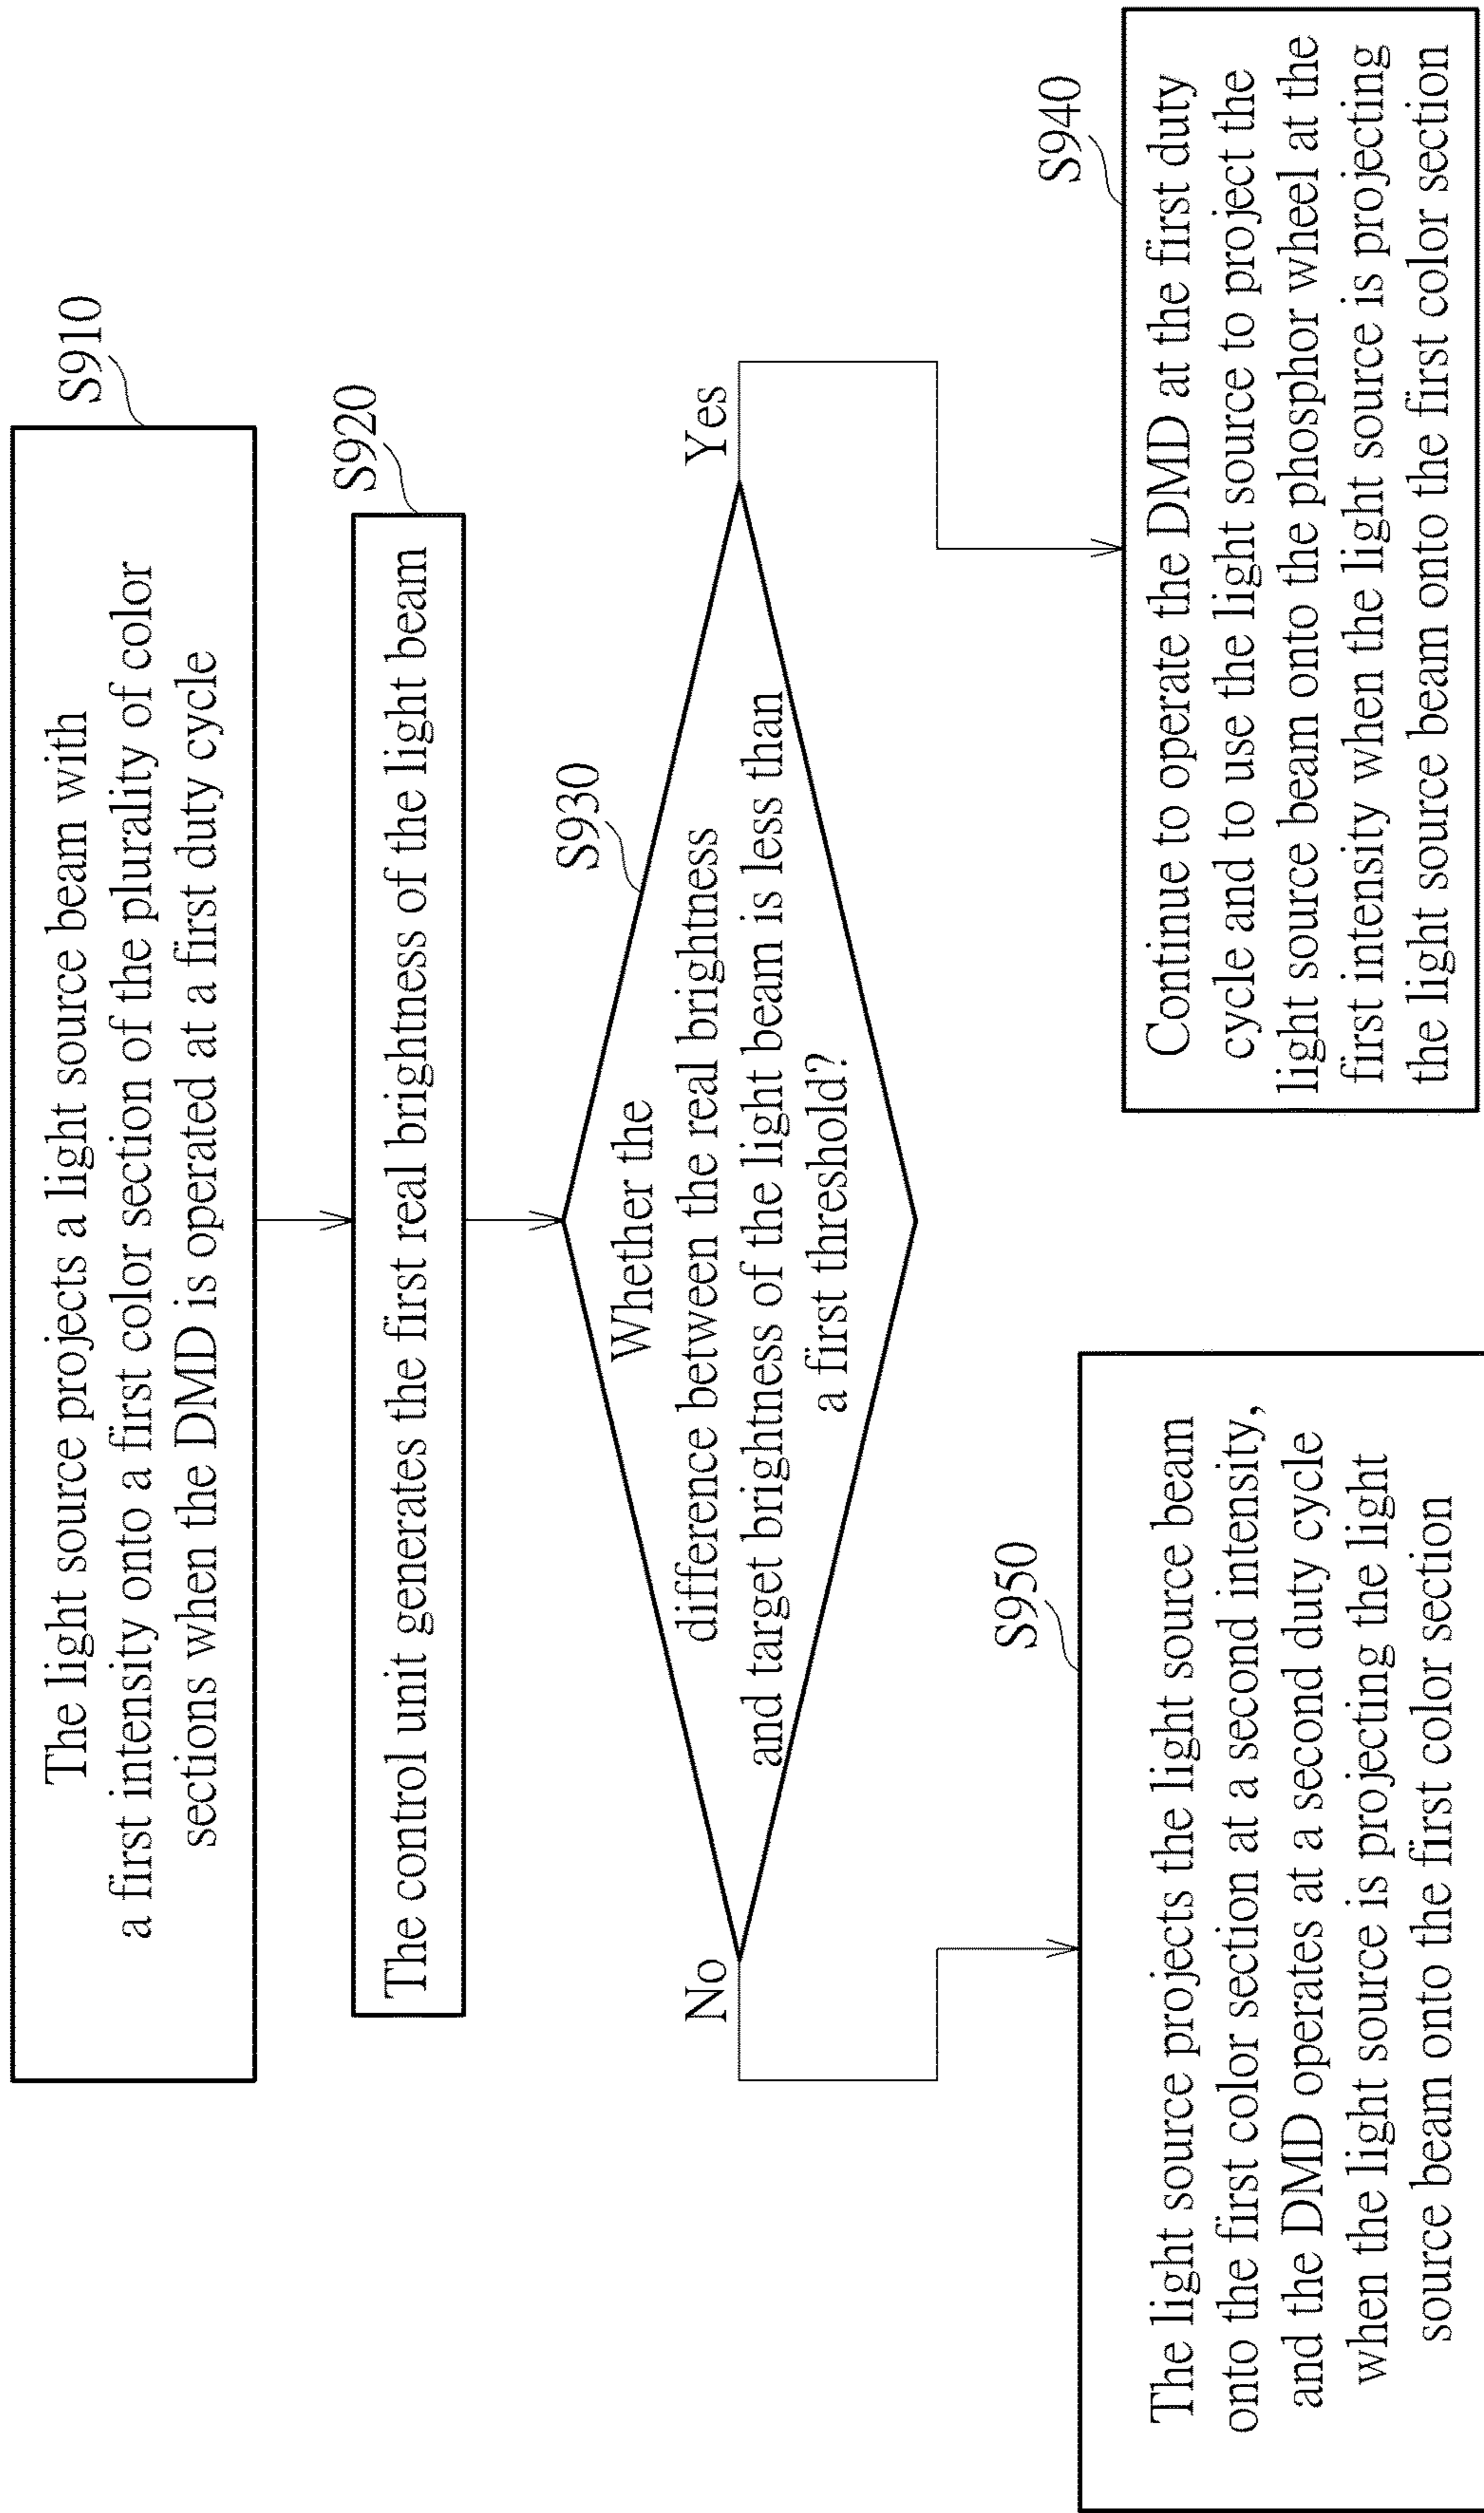 The light source projects a light source beam with
a first intensity onto a first color section of the plurality of color
sections when the DMD is operated at a first duty cycle
S910
The control unit generates the first real brightness of the light beam
S920
Whether the
difference between the real brightness
and target brightness of the light beam is less than
a first threshold?
S930
No
Yes
The light source projects the light source beam
onto the first color section at a second intensity,
and the DMD operates at a second duty cycle
when the light source is projecting the light
source beam onto the first color section
S950
Continue to operate the DMD at the first duty
cycle and to use the light source to project the
light source beam onto the phosphor wheel at the
first intensity when the light source is projecting
the light source beam onto the first color section
S940